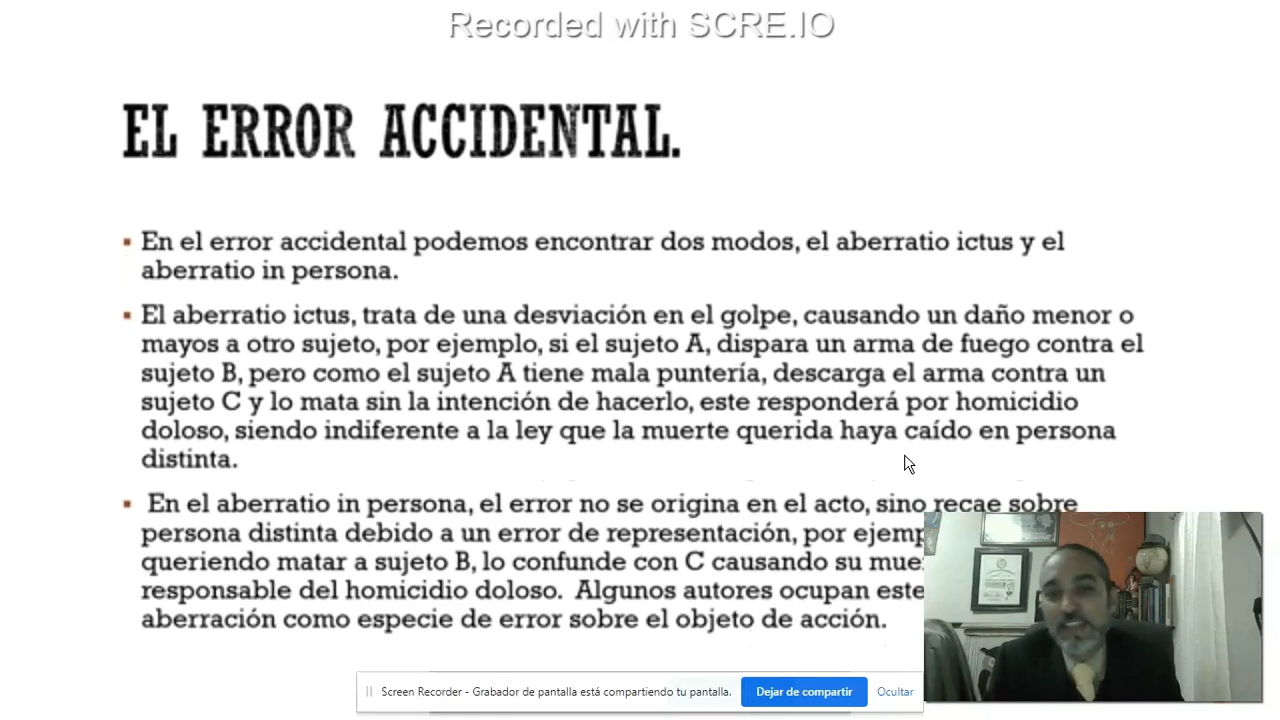 Recorded with SCRE.IO
EL ERROR ACCIDENTAL.
▪ En el error accidental podemos encontrar dos modos, el aberratio ictus y el
aberratio in persona.
▪ El aberratio ictus, trata de una desviación en el golpe, causando un daño menor o
mayos a otro sujeto, por ejemplo, si el sujeto A, dispara un arma de fuego contra el
sujeto B, pero como el sujeto A tiene mala puntería, descarga el arma contra un
sujeto C y lo mata sin la intención de hacerlo, este responderá por homicidio
doloso, siendo indiferente a la ley que la muerte querida haya caído en persona
distinta.
▪ En el aberratio in persona, el error no se origina en el acto, sino recae sobre
persona distinta debido a un error de representación, por
queriendo matar a sujeto B, lo confunde con C causando su
responsable del homicidio doloso. Algunos autores ocupan este
aberración como especie de error sobre el objeto de acción.
Screen Recorder - Grabador de pantalla está compartiendo tu pantalla.
Dejar de compartir
Ocultar